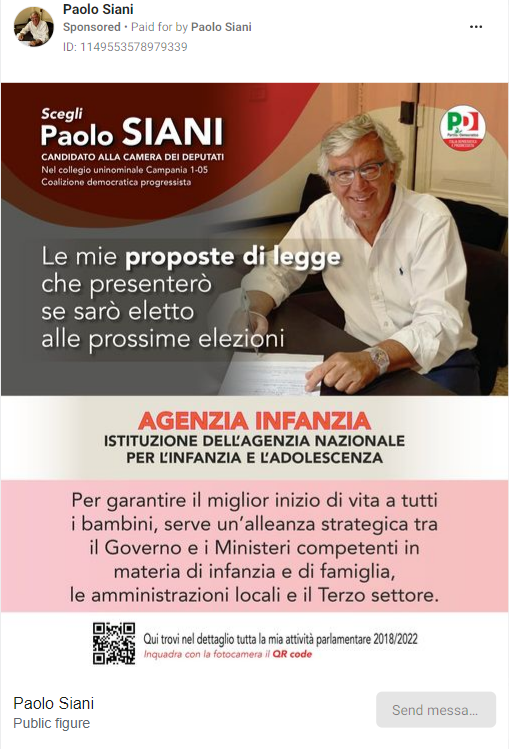 Paolo Siani
Sponsored • Paid for by Paolo Siani
ID: 1149553578979339
Scegli
Paolo SIANI
CANDIDATO ALLA CAMERA DEI DEPUTATI
Nel collegio uninominale Campania 1-05
Coalizione democratica progressista
PD
Partito Democratico
ITALIA DEMOCRATICA
E PROGRESSISTA
Le mie proposte di legge
che presenterò
se sarò eletto
alle prossime elezioni
AGENZIA INFANZIA
ISTITUZIONE DELL'AGENZIA NAZIONALE
PER L'INFANZIA E L'ADOLESCENZA
Per garantire il miglior inizio di vita a tutti
i bambini, serve un'alleanza strategica tra
il Governo e i Ministeri competenti in
materia di infanzia e di famiglia,
le amministrazioni locali e il Terzo settore.
Qui trovi nel dettaglio tutta la mia attività parlamentare 2018/2022
Inquadra con la fotocamera il QR code
Paolo Siani
Public figure
Send messa...